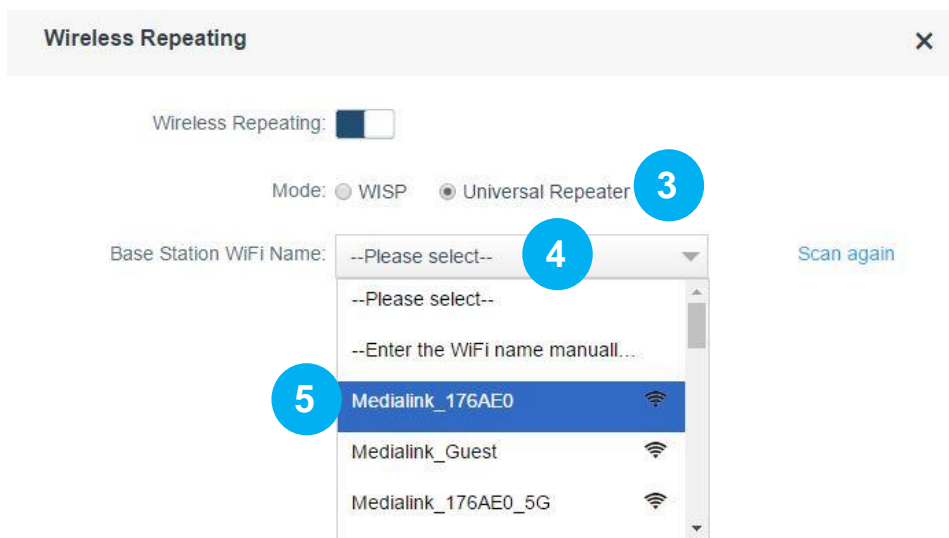 Wireless Repeating
Wireless Repeating:
Mode: WISP Universal Repeater 3
Base Station WiFi Name: --Please select-- 4 Scan again
--Please select--
--Enter the WiFi name manuall...
5 Medialink_176AE0
Medialink_Guest
Medialink_176AE0_5G